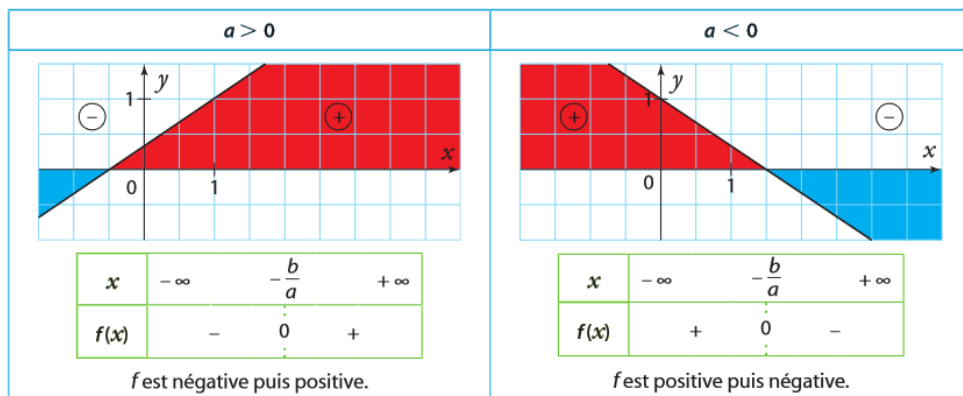 a > 0
a < 0
y
1
−
+
x
0
1
y
1
+
−
x
0
1
x −∞ −b/a +∞
f(x) − 0 +
f est négative puis positive.
x −∞ −b/a +∞
f(x) + 0 −
f est positive puis négative.